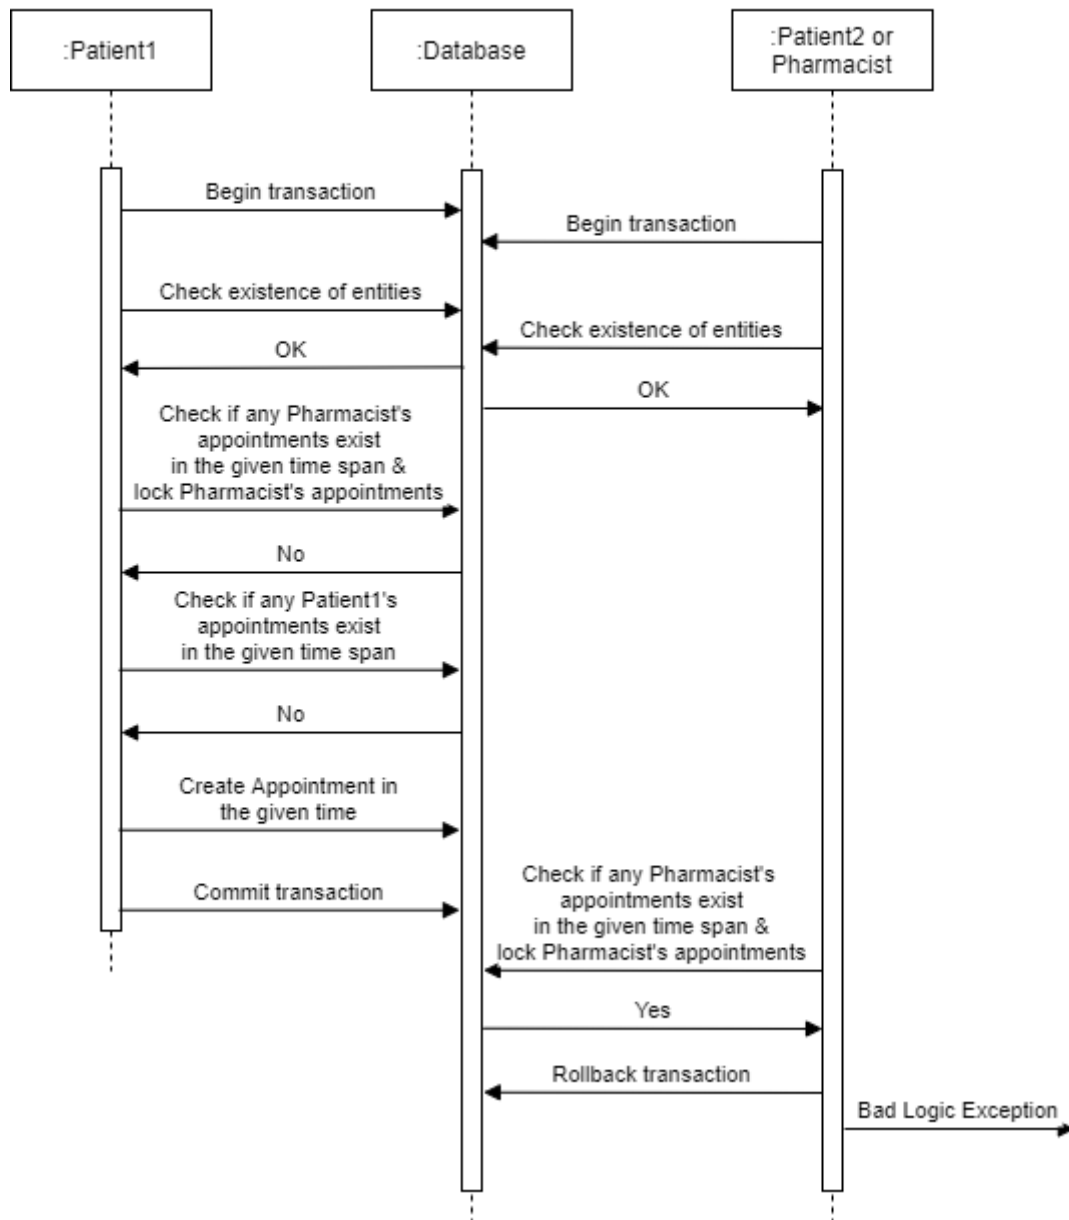 :Patient1
:Database
:Patient2 or
Pharmacist
Begin transaction
Begin transaction
Check existence of entities
Check existence of entities
OK
OK
Check if any Pharmacist's
appointments exist
in the given time span &
lock Pharmacist's appointments
No
Check if any Patient1's
appointments exist
in the given time span
No
Create Appointment in
the given time
Commit transaction
Check if any Pharmacist's
appointments exist
in the given time span &
lock Pharmacist's appointments
Yes
Rollback transaction
Bad Logic Exception